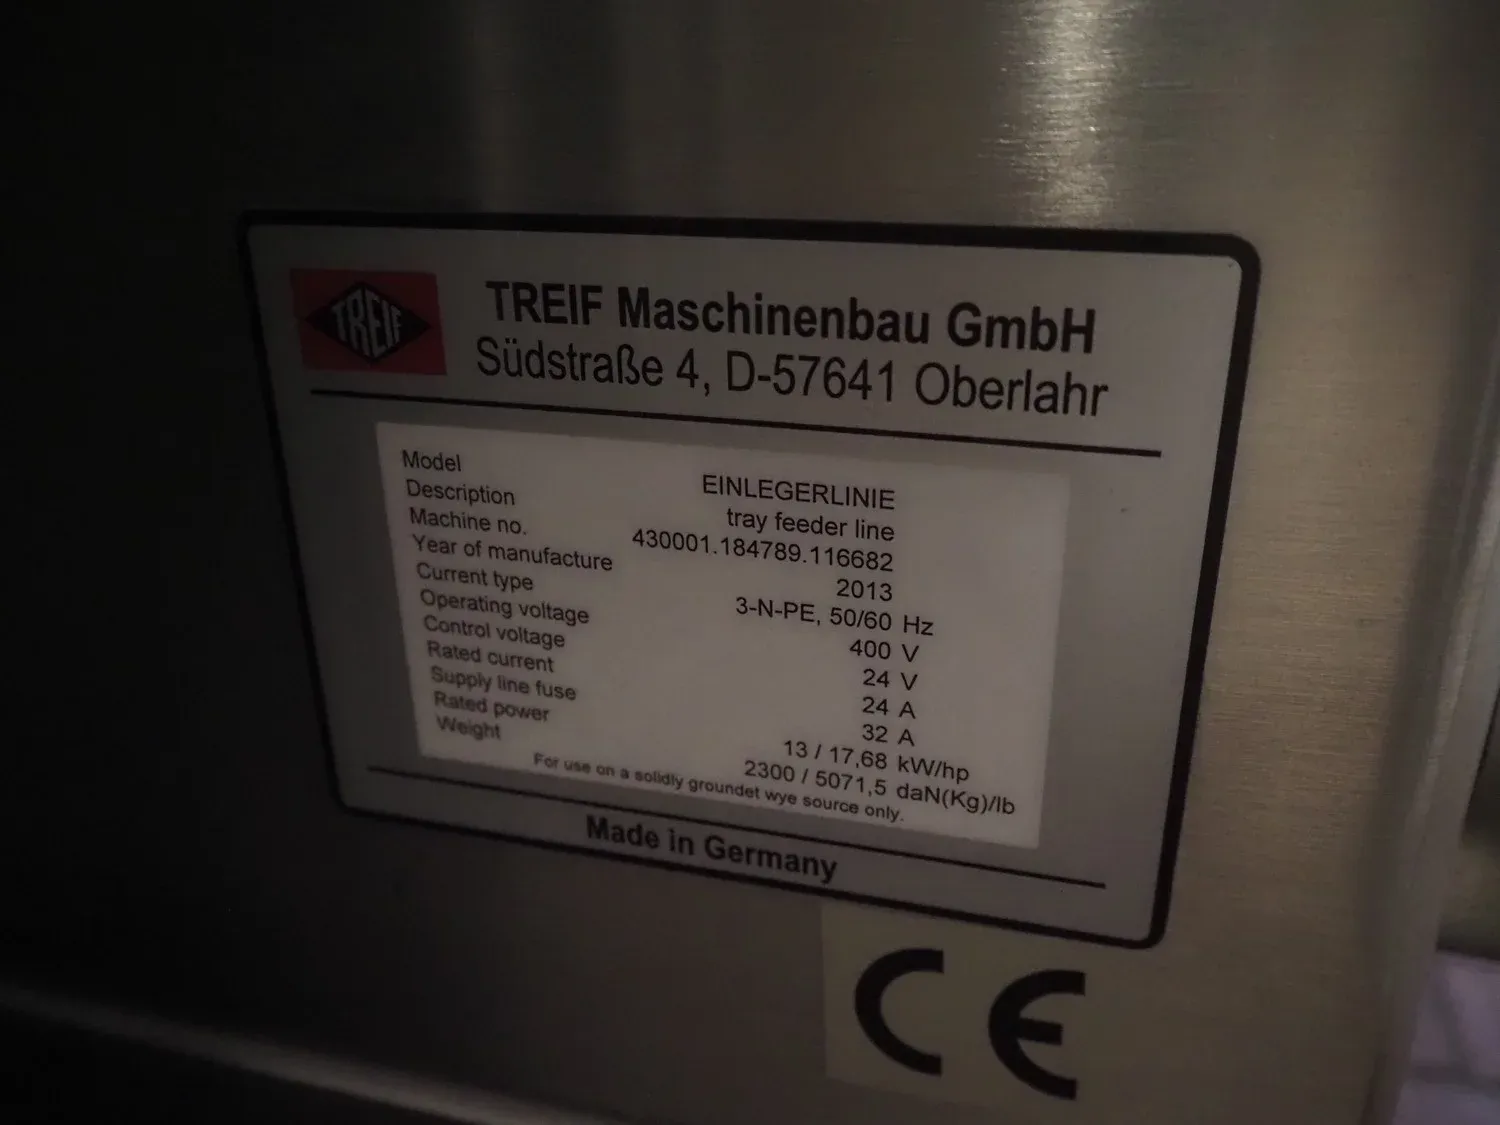 TREIF
TREIF Maschinenbau GmbH
Südstraße 4, D-57641 Oberlahr
Model EINLEGERLINIE
Description tray feeder line
Machine no. 430001.184789.116682
Year of manufacture 2013
Current type 3-N-PE, 50/60 Hz
Operating voltage 400 V
Control voltage 24 V
Rated current 24 A
Supply line fuse 32 A
Rated power 13 / 17,68 kW/hp
Weight 2300 / 5071,5 daN(Kg)/lb
For use on a solidly groundet wye source only.
Made in Germany
CE